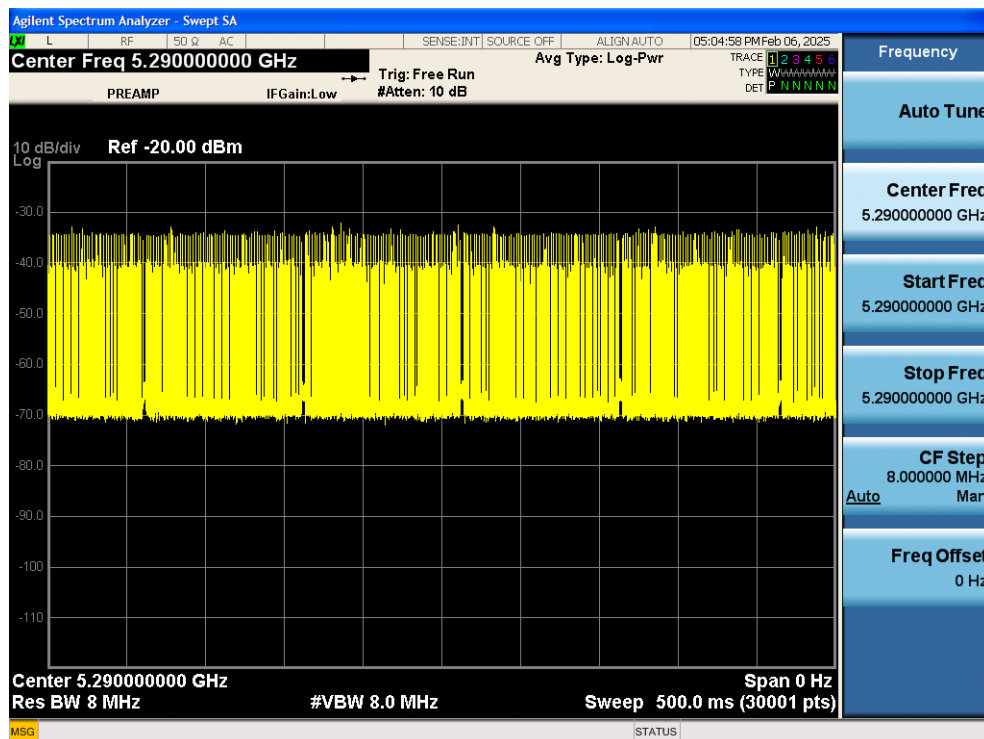 Agilent Spectrum Analyzer - Swept SA
LXI L RF 50 Ω AC SENSE:INT SOURCE OFF ALIGN AUTO 05:04:58 PM Feb 06, 2025
Center Freq 5.290000000 GHz
Avg Type: Log-Pwr
TRACE 1 2 3 4 5 6
Trig: Free Run
TYPE W
PREAMP IFGain:Low #Atten: 10 dB
DET P N N N N N
10 dB/div Ref -20.00 dBm
Log
-30.0
-40.0
-50.0
-60.0
-70.0
-80.0
-90.0
-100
-110
Center 5.290000000 GHz Span 0 Hz
Res BW 8 MHz #VBW 8.0 MHz Sweep 500.0 ms (30001 pts)
MSG STATUS
Frequency
Auto Tune
Center Freq
5.290000000 GHz
Start Freq
5.290000000 GHz
Stop Freq
5.290000000 GHz
CF Step
8.000000 MHz
Auto Man
Freq Offset
0 Hz